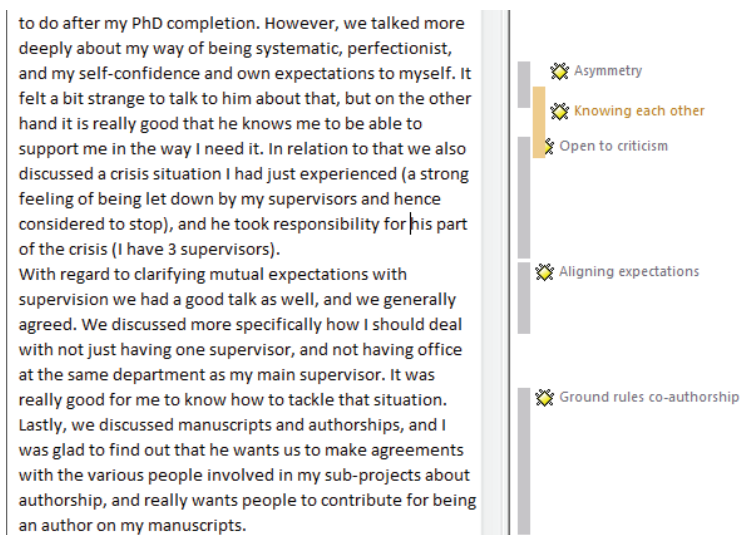 to do after my PhD completion. However, we talked more
deeply about my way of being systematic, perfectionist,
and my self-confidence and own expectations to myself. It
felt a bit strange to talk to him about that, but on the other
hand it is really good that he knows me to be able to
support me in the way I need it. In relation to that we also
discussed a crisis situation I had just experienced (a strong
feeling of being let down by my supervisors and hence
considered to stop), and he took responsibility for his part
of the crisis (I have 3 supervisors).
With regard to clarifying mutual expectations with
supervision we had a good talk as well, and we generally
agreed. We discussed more specifically how I should deal
with not just having one supervisor, and not having office
at the same department as my main supervisor. It was
really good for me to know how to tackle that situation.
Lastly, we discussed manuscripts and authorships, and I
was glad to find out that he wants us to make agreements
with the various people involved in my sub-projects about
authorship, and really wants people to contribute for being
an author on my manuscripts.
Asymmetry
Knowing each other
Open to criticism
Aligning expectations
Ground rules co-authorship